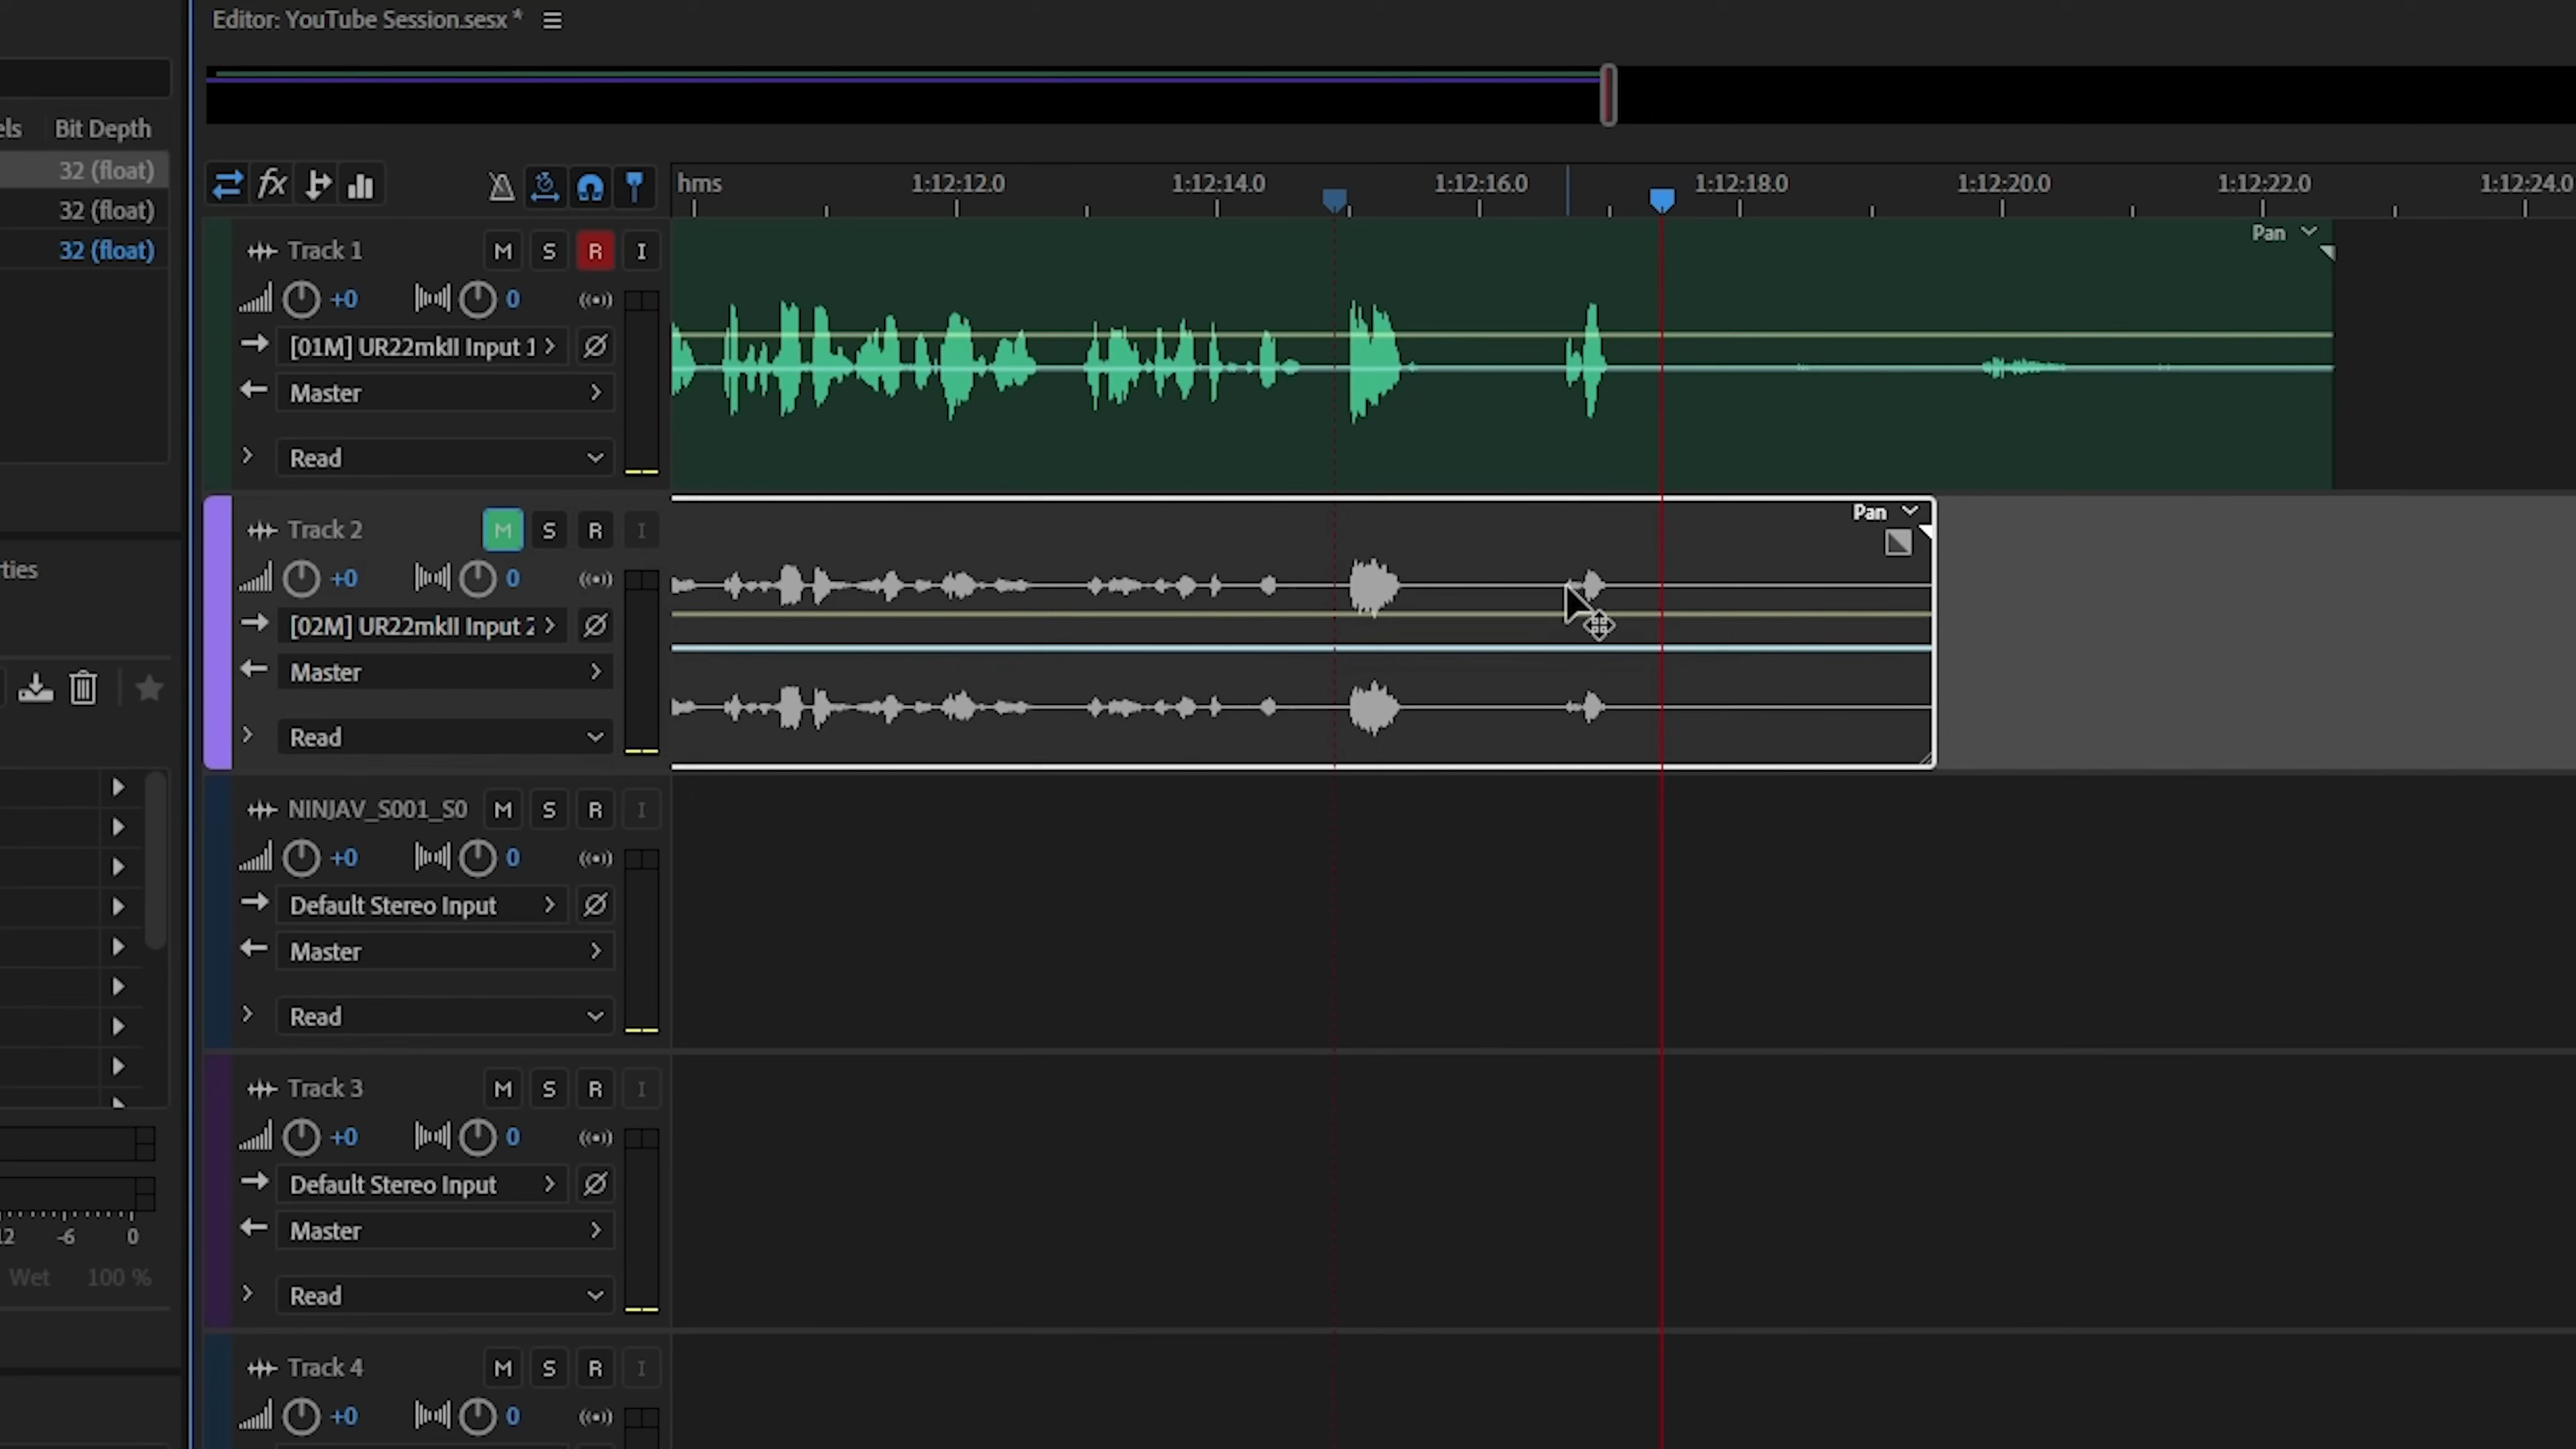 Editor: YouTube Session.sesx *
els Bit Depth
32 (float)
32 (float)
32 (float)
fx
hms 1:12:12.0 1:12:14.0 1:12:16.0 1:12:18.0 1:12:20.0 1:12:22.0 1:12:24.0
Track 1 M S R I
Pan
+0 0
[01M] UR22mkII Input 1
Master
Read
Track 2 M S R I
Pan
rties
+0 0
[02M] UR22mkII Input 2
Master
Read
NINJAV_S001_S0 M S R I
+0 0
Default Stereo Input
Master
Read
Track 3 M S R I
+0 0
Default Stereo Input
Master
12 -6 0
Wet 100 %
Read
Track 4 M S R I
+0 0